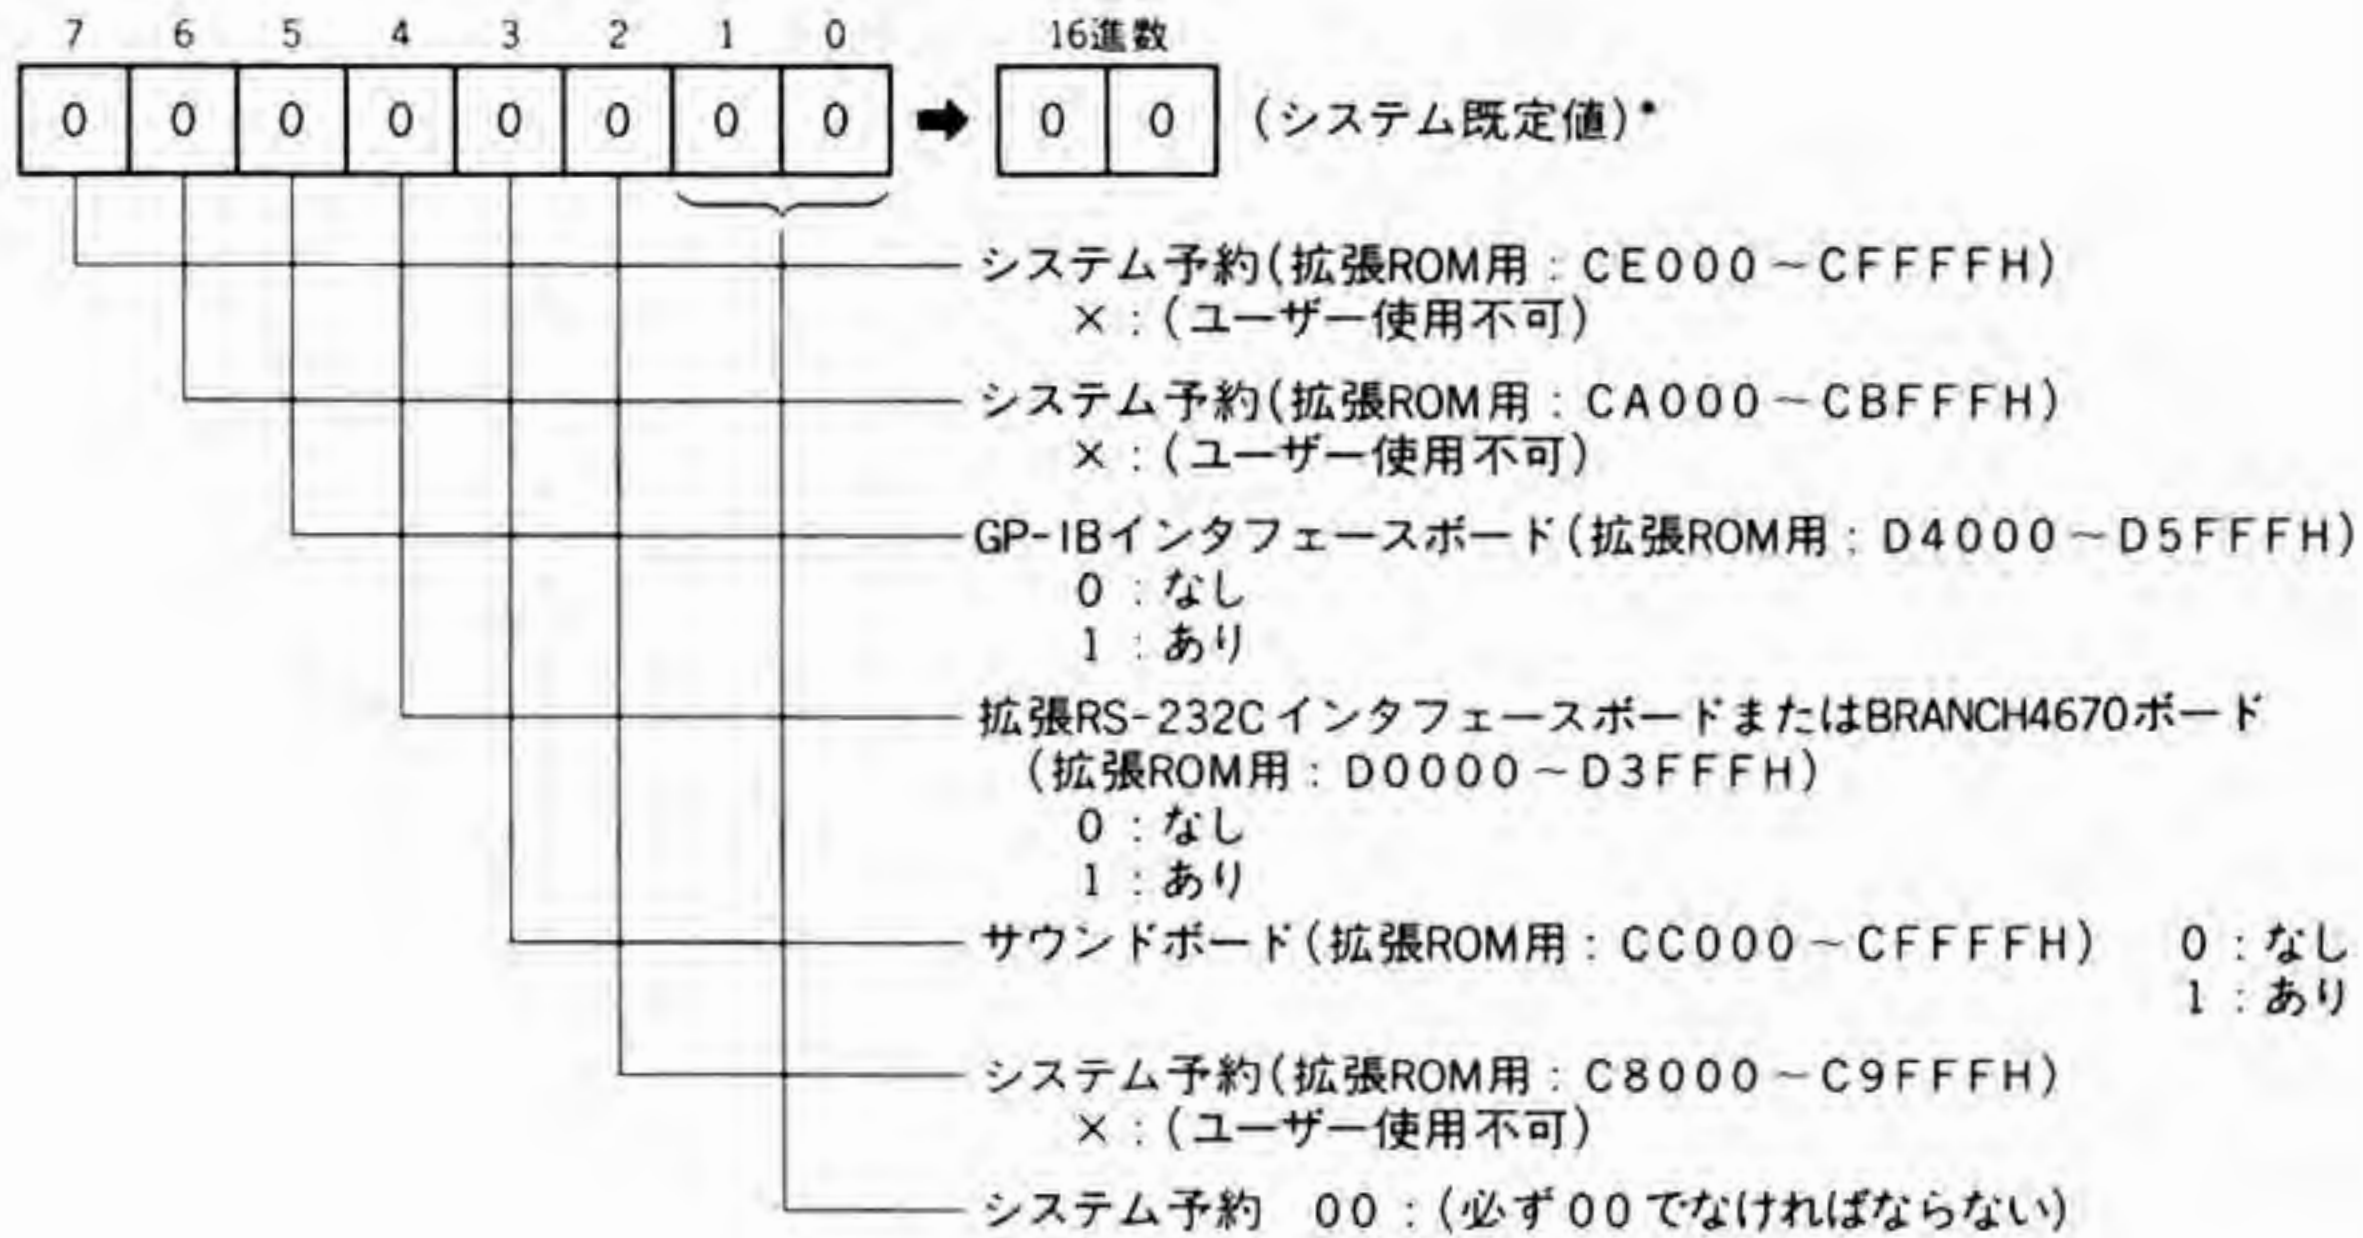 7 6 5 4 3 2 1 0 16進数
0 0 0 0 0 0 0 0 ➡ 0 0 (システム既定値)*
システム予約(拡張ROM用：CE000～CFFFFH)
×：(ユーザー使用不可)
システム予約(拡張ROM用：CA000～CBFFFH)
×：(ユーザー使用不可)
GP-IBインタフェースボード(拡張ROM用：D4000～D5FFFH)
0：なし
1：あり
拡張RS-232CインタフェースボードまたはBRANCH4670ボード
(拡張ROM用：D0000～D3FFFH)
0：なし
1：あり
サウンドボード(拡張ROM用：CC000～CFFFFH) 0：なし
1：あり
システム予約(拡張ROM用：C8000～C9FFFH)
×：(ユーザー使用不可)
システム予約 00：(必ず00でなければならない)